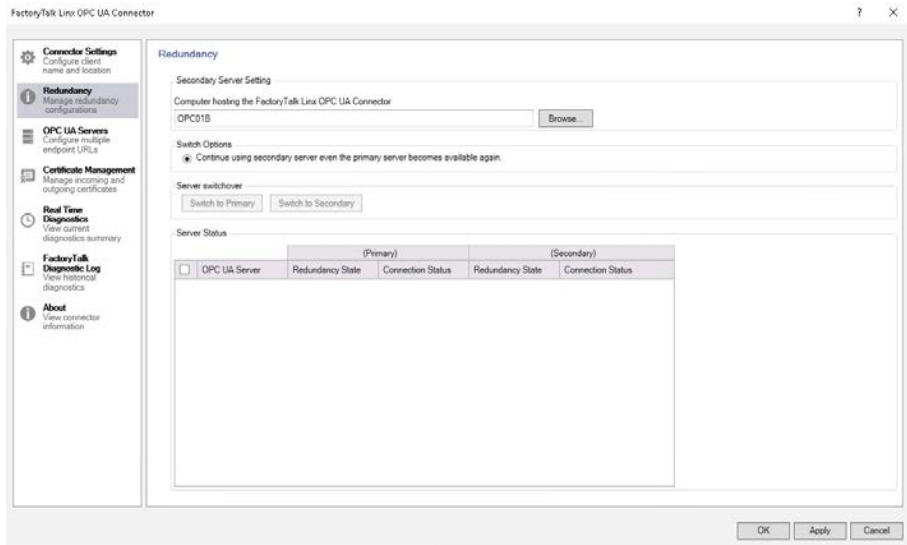 FactoryTalk Linx OPC UA Connector
?
Connector Settings
Configure client
name and location
Redundancy
Manage redundancy
configurations
OPC UA Servers
Configure multiple
endpoint URLs
Certificate Management
Manage incoming and
outgoing certificates
Real Time
Diagnostics
View current
diagnostics summary
FactoryTalk
Diagnostic Log
View historical
diagnostics
About
View connector
information
Redundancy
Secondary Server Setting
Computer hosting the FactoryTalk Linx OPC UA Connector
OPC01B
Browse...
Switch Options
Continue using secondary server even the primary server becomes available again.
Server switchover
Switch to Primary
Switch to Secondary
Server Status
(Primary) (Secondary)
OPC UA Server Redundancy State Connection Status Redundancy State Connection Status
OK Apply Cancel